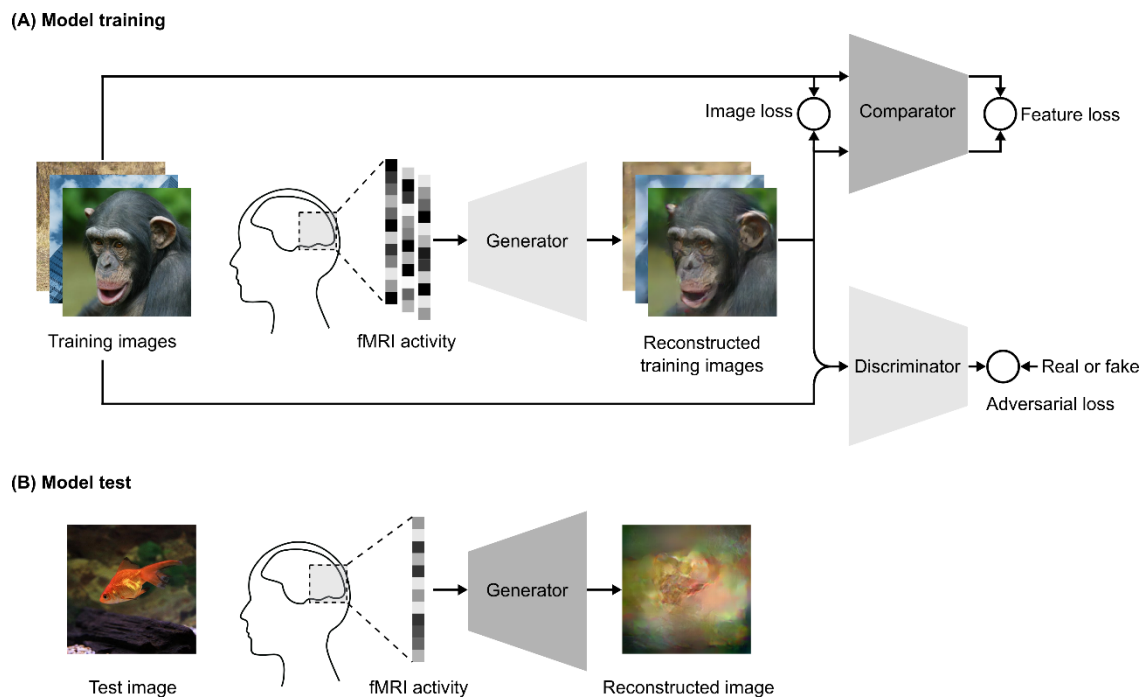 (A) Model training
Image loss
Comparator
Feature loss
Generator
Training images
fMRI activity
Reconstructed
training images
Discriminator
Real or fake
Adversarial loss
(B) Model test
Generator
Test image
fMRI activity
Reconstructed image